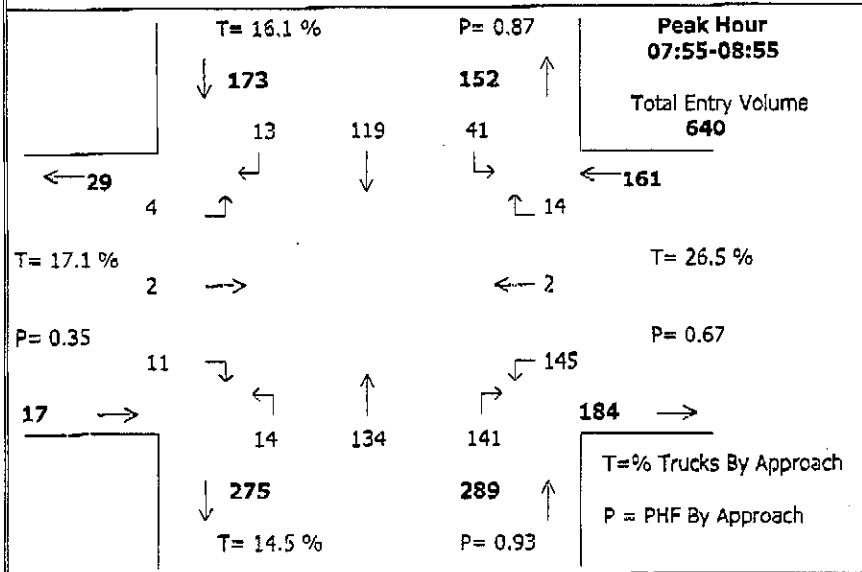 T= 16.1 % P= 0.87 Peak Hour
07:55-08:55
173 152
Total Entry Volume
13 119 41 640
29 161
4 14
T= 17.1 % T= 26.5 %
2 2
P= 0.35 P= 0.67
11 145
17 184
14 134 141
T=% Trucks By Approach
275 289
P = PHF By Approach
T= 14.5 % P= 0.93